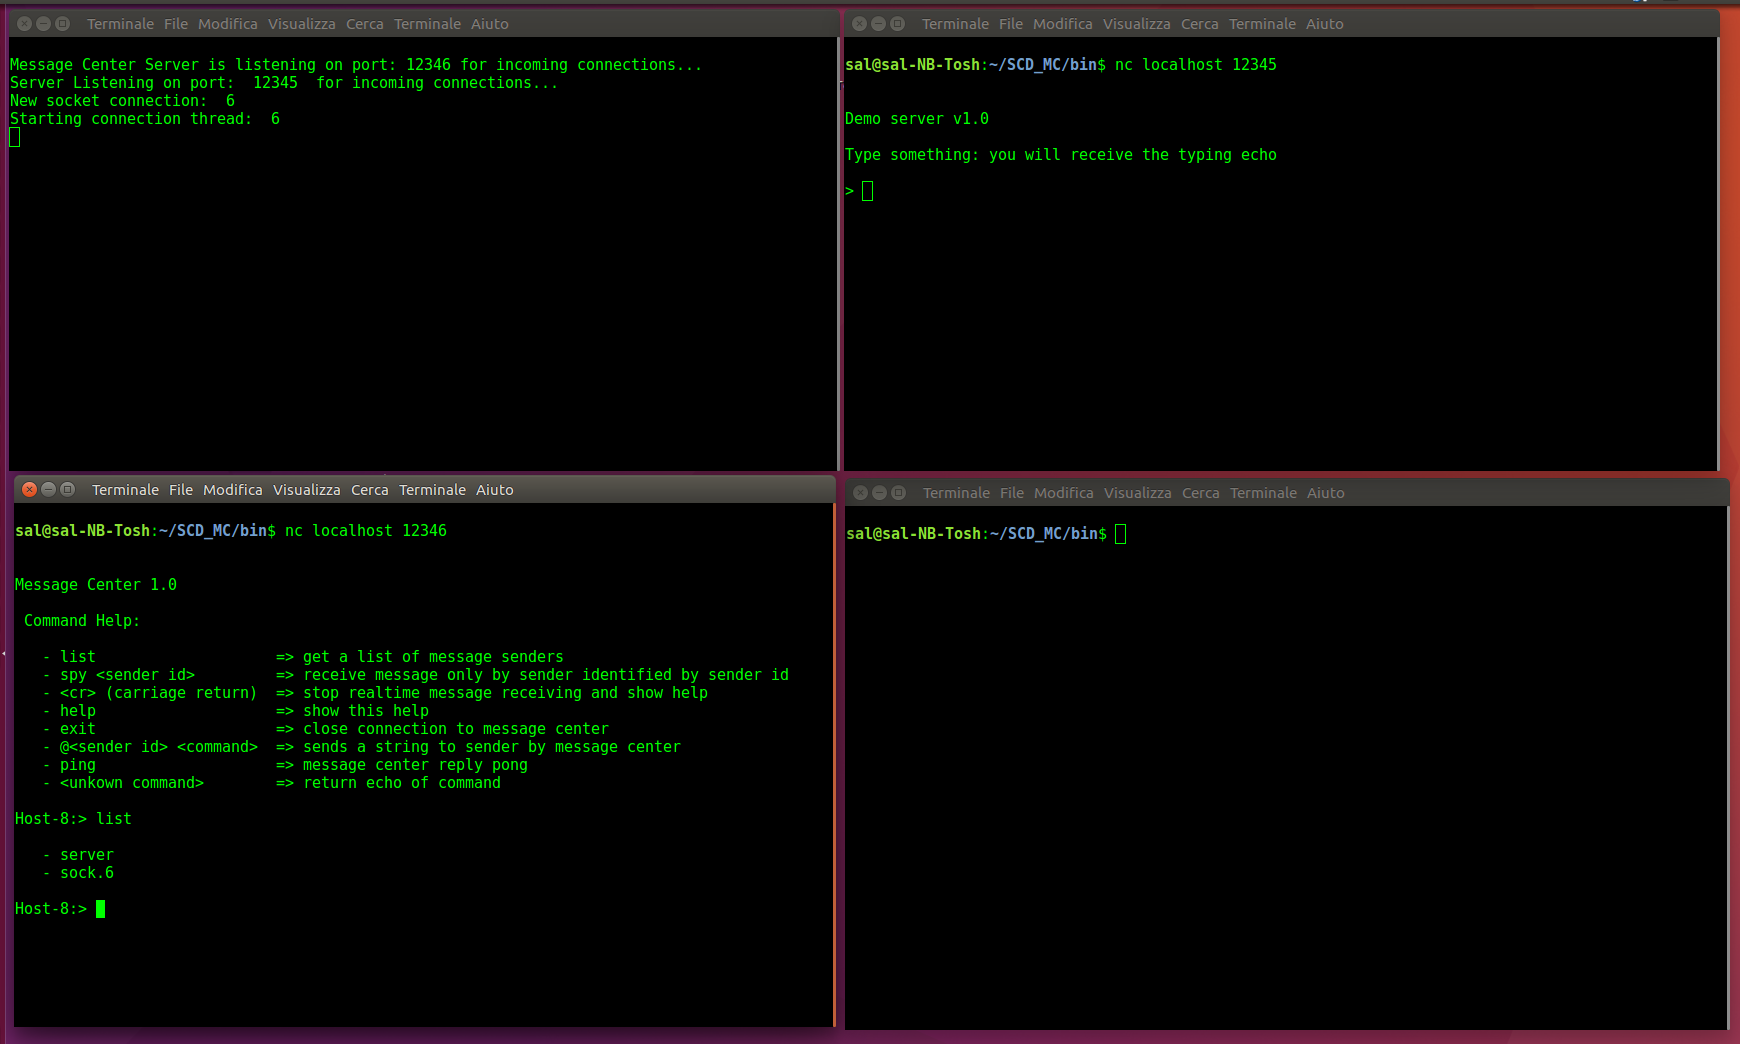 Terminale File Modifica Visualizza Cerca Terminale Aiuto
Message Center Server is listening on port: 12346 for incoming connections...
Server Listening on port:  12345  for incoming connections...
New socket connection:  6
Starting connection thread:  6
Terminale File Modifica Visualizza Cerca Terminale Aiuto
sal@sal-NB-Tosh:~/SCD_MC/bin$ nc localhost 12345
Demo server v1.0
Type something: you will receive the typing echo
>
Terminale File Modifica Visualizza Cerca Terminale Aiuto
sal@sal-NB-Tosh:~/SCD_MC/bin$ nc localhost 12346
Message Center 1.0
Command Help:
- list                    => get a list of message senders
- spy <sender id>         => receive message only by sender identified by sender id
- <cr> (carriage return)  => stop realtime message receiving and show help
- help                    => show this help
- exit                    => close connection to message center
- @<sender id> <command>  => sends a string to sender by message center
- ping                    => message center reply pong
- <unkown command>        => return echo of command
Host-8:> list
- server
- sock.6
Host-8:>
Terminale File Modifica Visualizza Cerca Terminale Aiuto
sal@sal-NB-Tosh:~/SCD_MC/bin$